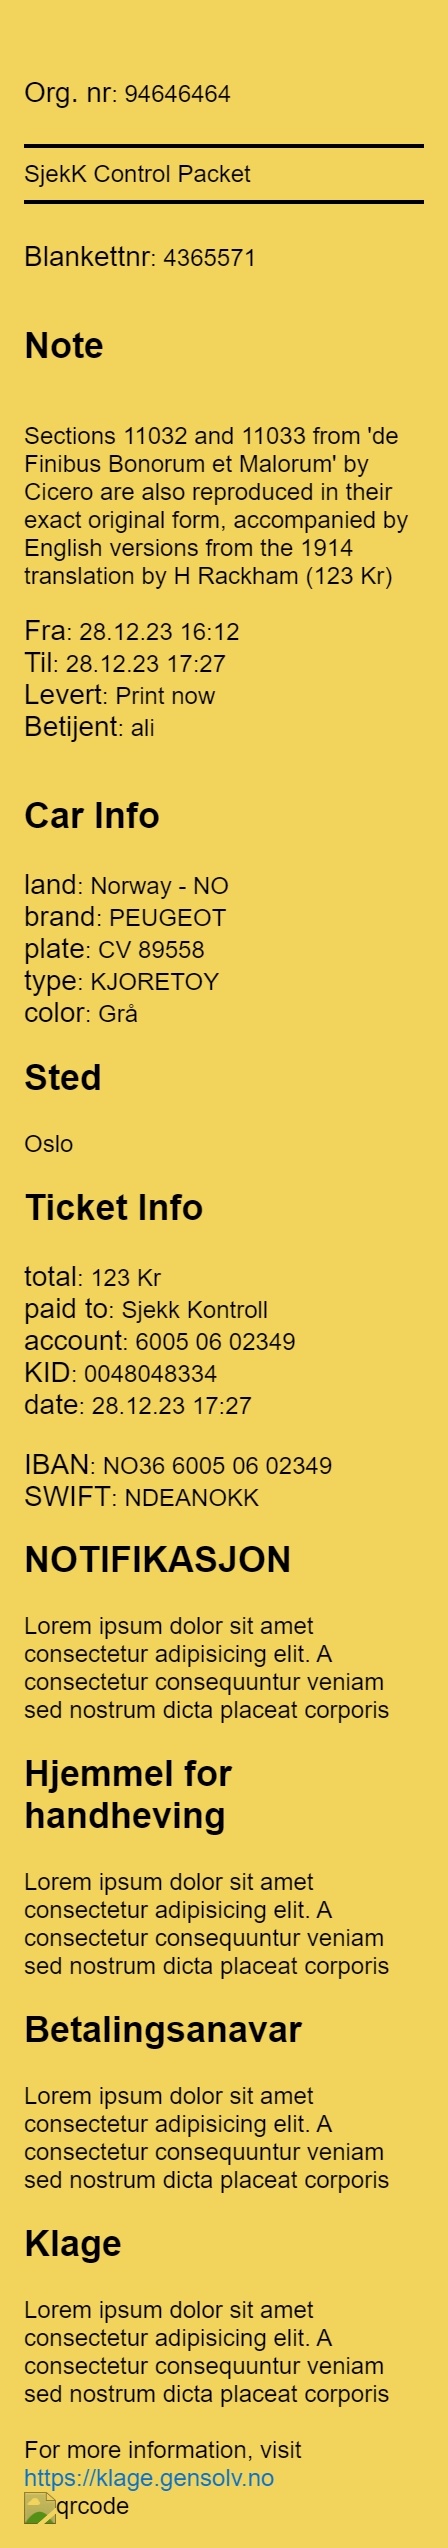 Org. nr: 94646464
SjekK Control Packet
Blankettnr: 4365571
Note
Sections 11032 and 11033 from 'de
Finibus Bonorum et Malorum' by
Cicero are also reproduced in their
exact original form, accompanied by
English versions from the 1914
translation by H Rackham (123 Kr)
Fra: 28.12.23 16:12
Til: 28.12.23 17:27
Levert: Print now
Betijent: ali
Car Info
land: Norway - NO
brand: PEUGEOT
plate: CV 89558
type: KJORETOY
color: Grå
Sted
Oslo
Ticket Info
total: 123 Kr
paid to: Sjekk Kontroll
account: 6005 06 02349
KID: 0048048334
date: 28.12.23 17:27
IBAN: NO36 6005 06 02349
SWIFT: NDEANOKK
NOTIFIKASJON
Lorem ipsum dolor sit amet
consectetur adipisicing elit. A
consectetur consequuntur veniam
sed nostrum dicta placeat corporis
Hjemmel for
handheving
Lorem ipsum dolor sit amet
consectetur adipisicing elit. A
consectetur consequuntur veniam
sed nostrum dicta placeat corporis
Betalingsanavar
Lorem ipsum dolor sit amet
consectetur adipisicing elit. A
consectetur consequuntur veniam
sed nostrum dicta placeat corporis
Klage
Lorem ipsum dolor sit amet
consectetur adipisicing elit. A
consectetur consequuntur veniam
sed nostrum dicta placeat corporis
For more information, visit
https://klage.gensolv.no
qrcode